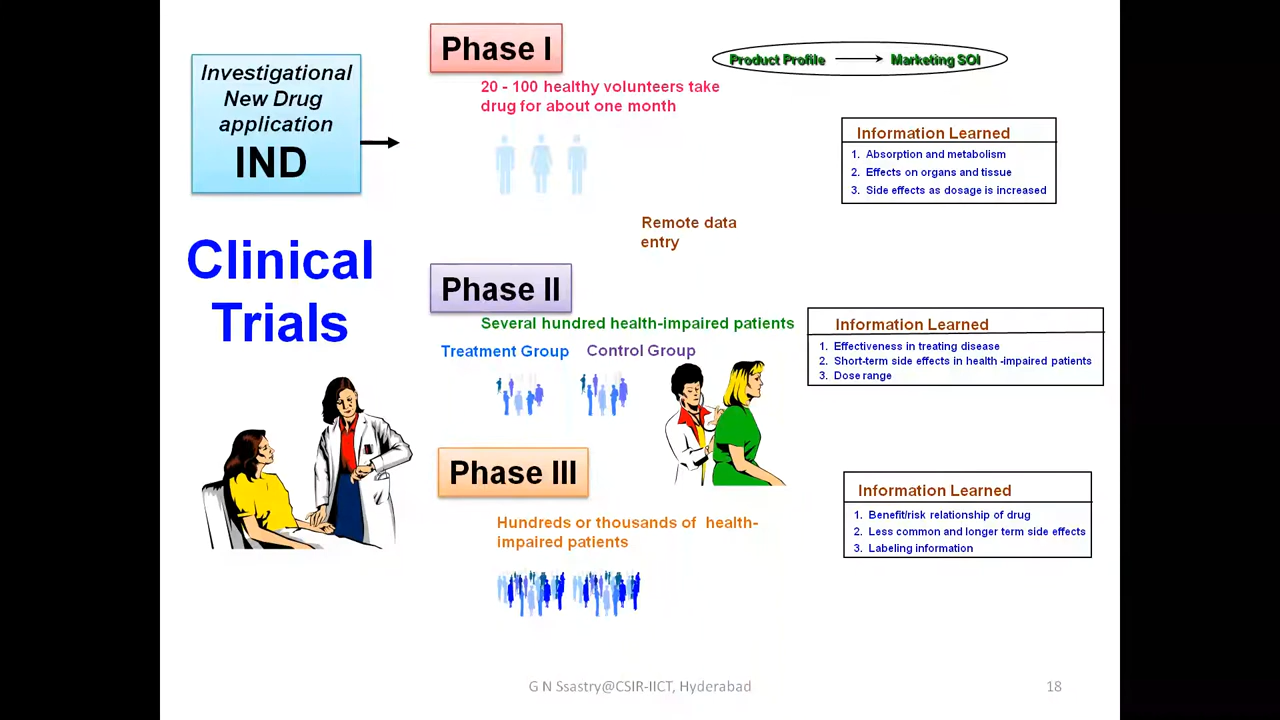 Phase I
Product Profile
Marketing SOI
Investigational
New Drug
application
IND
20 - 100 healthy volunteers take
drug for about one month
Information Learned
1. Absorption and metabolism
2. Effects on organs and tissue
3. Side effects as dosage is increased
Remote data
entry
Clinical
Trials
Phase II
Several hundred health-impaired patients
Treatment Group
Control Group
Information Learned
1. Effectiveness in treating disease
2. Short-term side effects in health -impaired patients
3. Dose range
Phase III
Hundreds or thousands of health-
impaired patients
Information Learned
1. Benefit/risk relationship of drug
2. Less common and longer term side effects
3. Labeling information
G N Ssastry@CSIR-IICT, Hyderabad
18